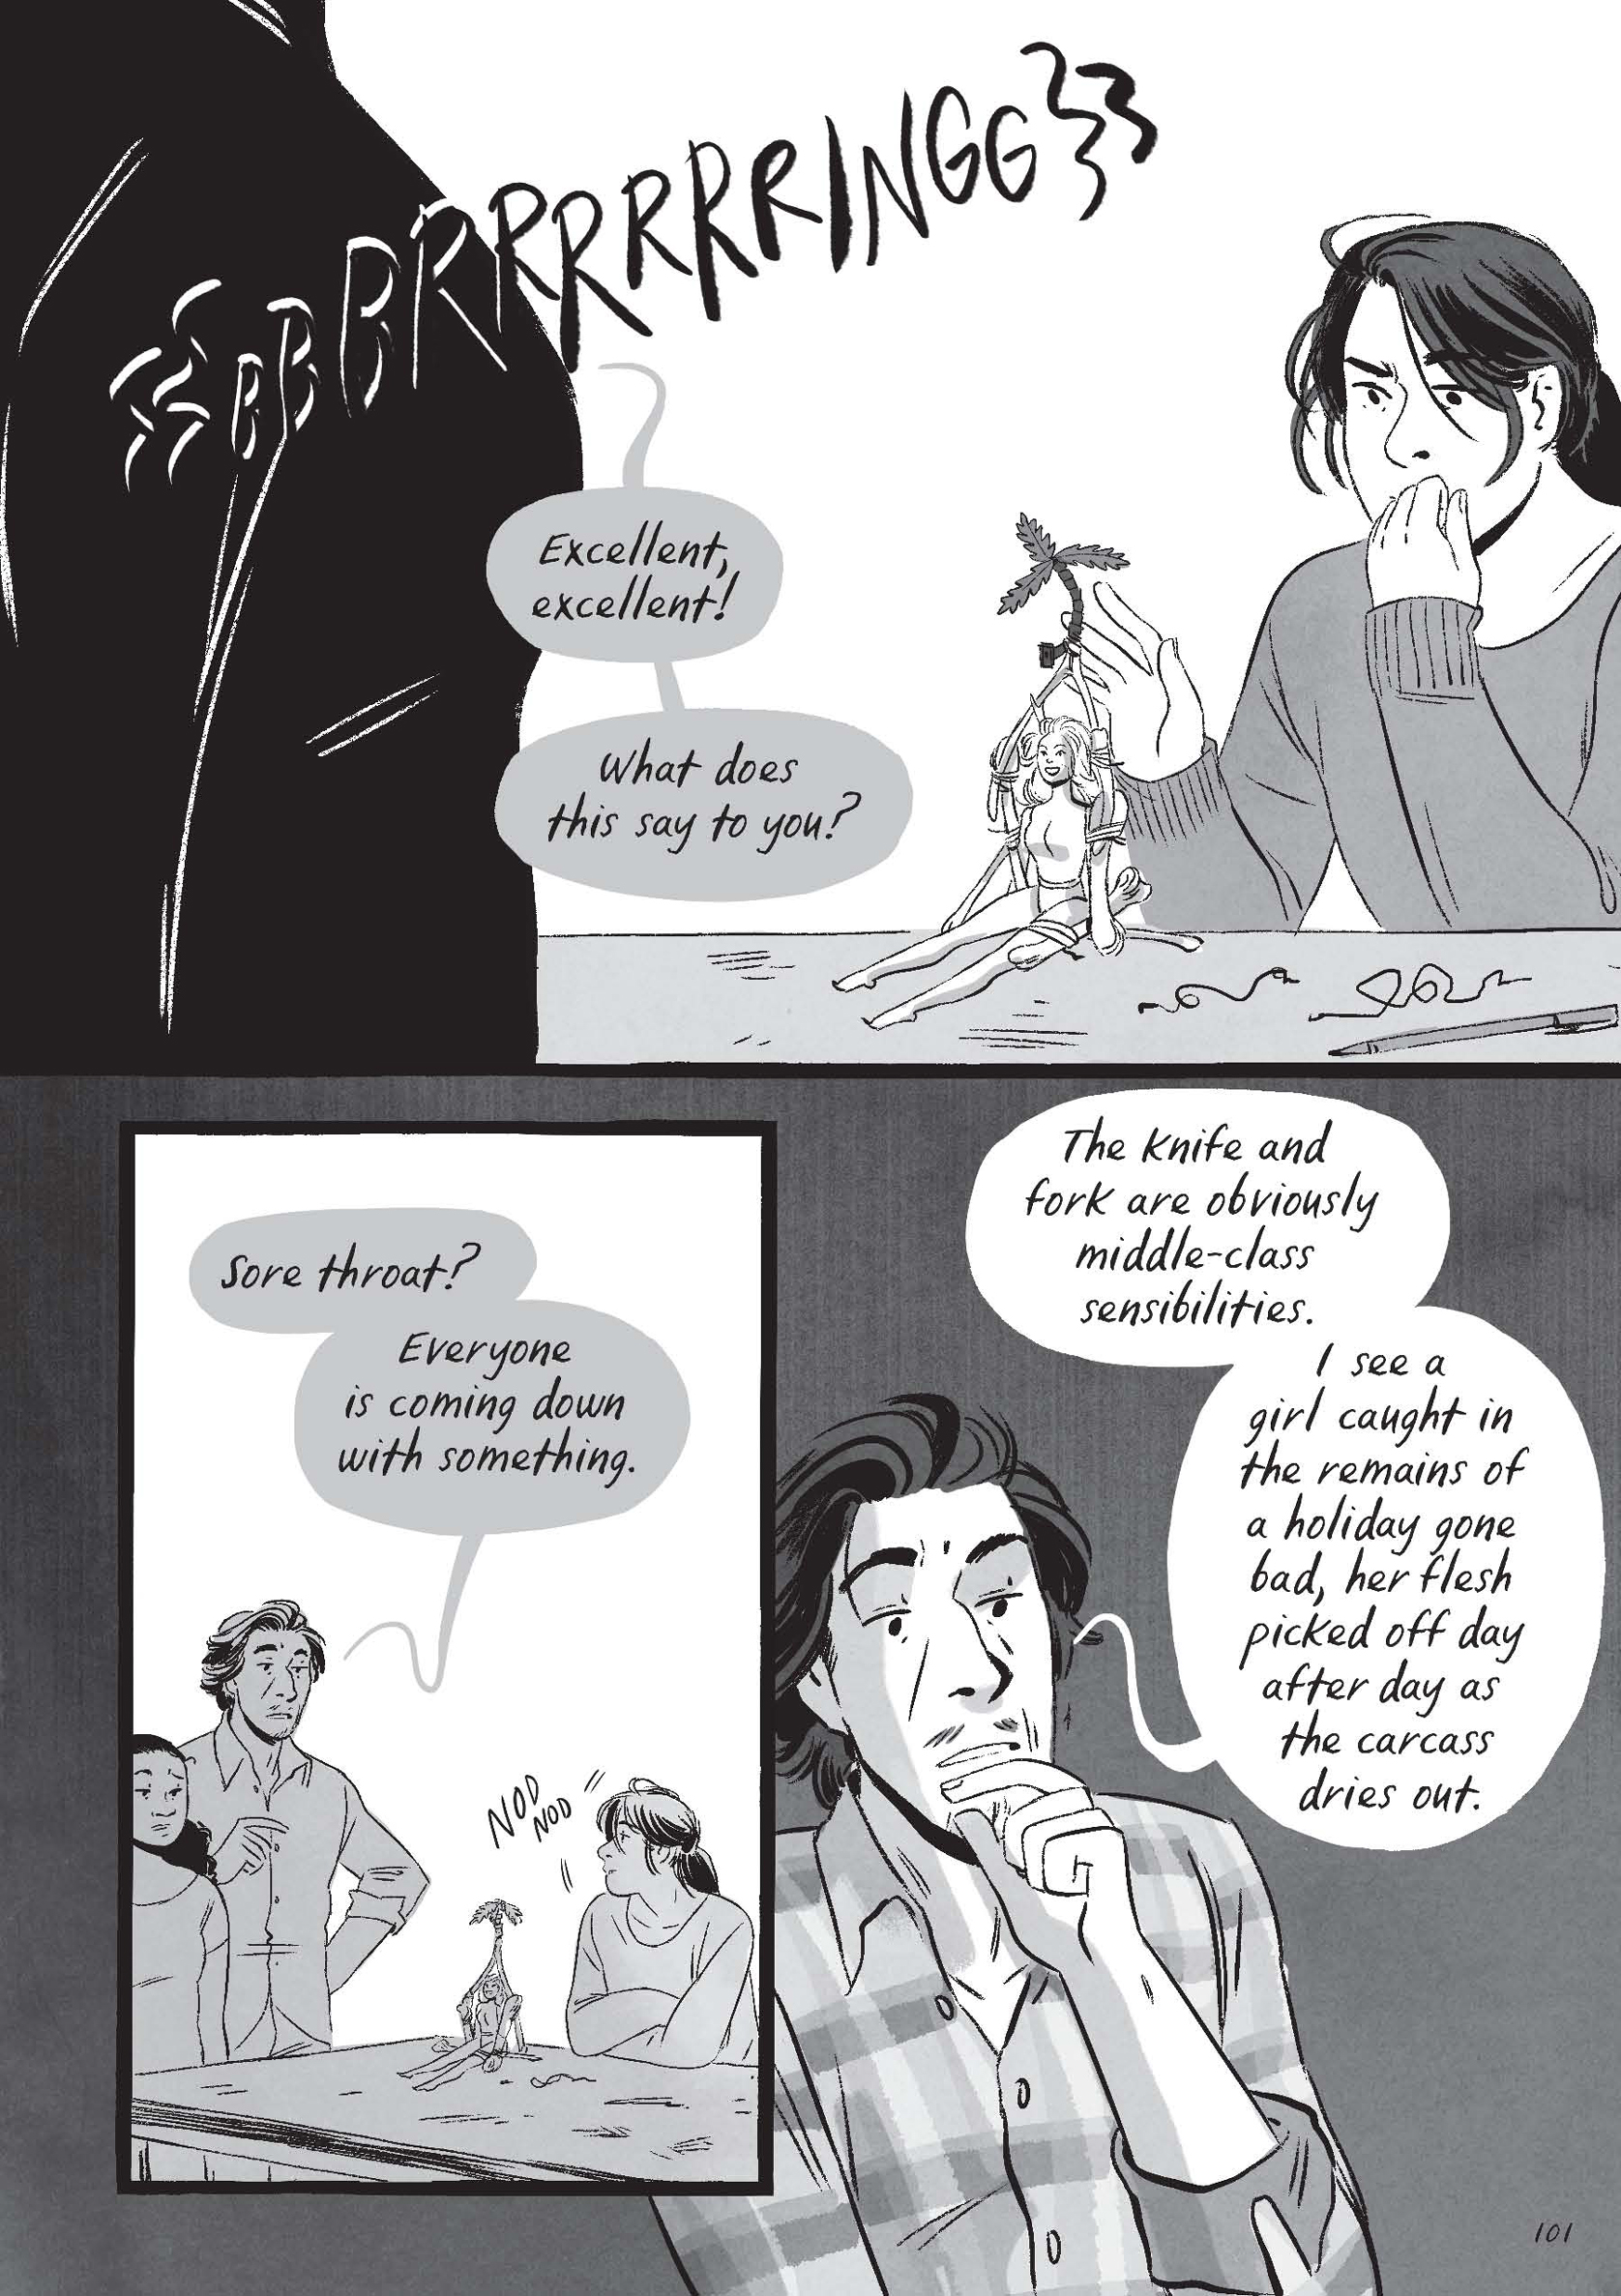 BBBRRRRRRRINGG
Excellent,
excellent!
What does
this say to you?
Sore throat?
Everyone
is coming down
with something.
NOD
NOD
The knife and
fork are obviously
middle-class
sensibilities.
I see a
girl caught in
the remains of
a holiday gone
bad, her flesh
picked off day
after day as
the carcass
dries out.
101